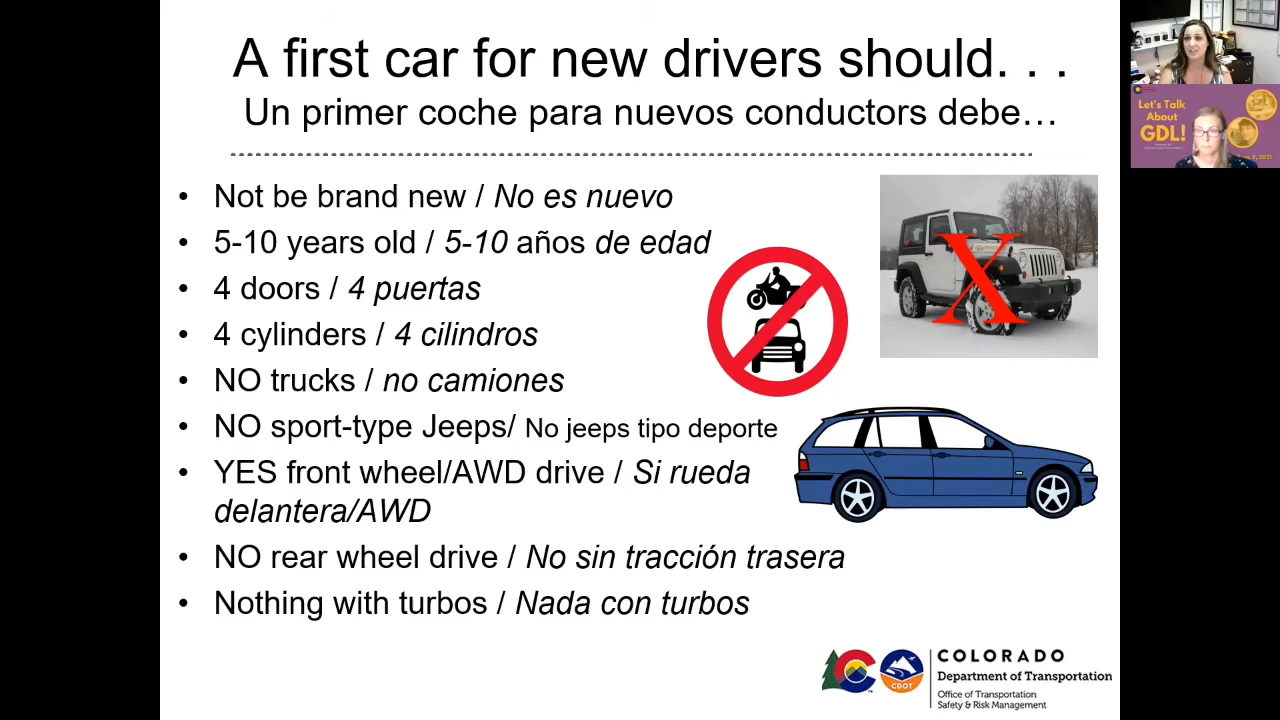 A first car for new drivers should. . .
Un primer coche para nuevos conductors debe...
• Not be brand new / No es nuevo
• 5-10 years old / 5-10 años de edad
• 4 doors / 4 puertas
• 4 cylinders / 4 cilindros
• NO trucks / no camiones
• NO sport-type Jeeps/ No jeeps tipo deporte
• YES front wheel/AWD drive / Si rueda
delantera/AWD
• NO rear wheel drive / No sin tracción trasera
• Nothing with turbos / Nada con turbos
X
Let's Talk
About
GDL!
9, 2021
CDOT
COLORADO
Department of Transportation
Office of Transportation
Safety & Risk Management